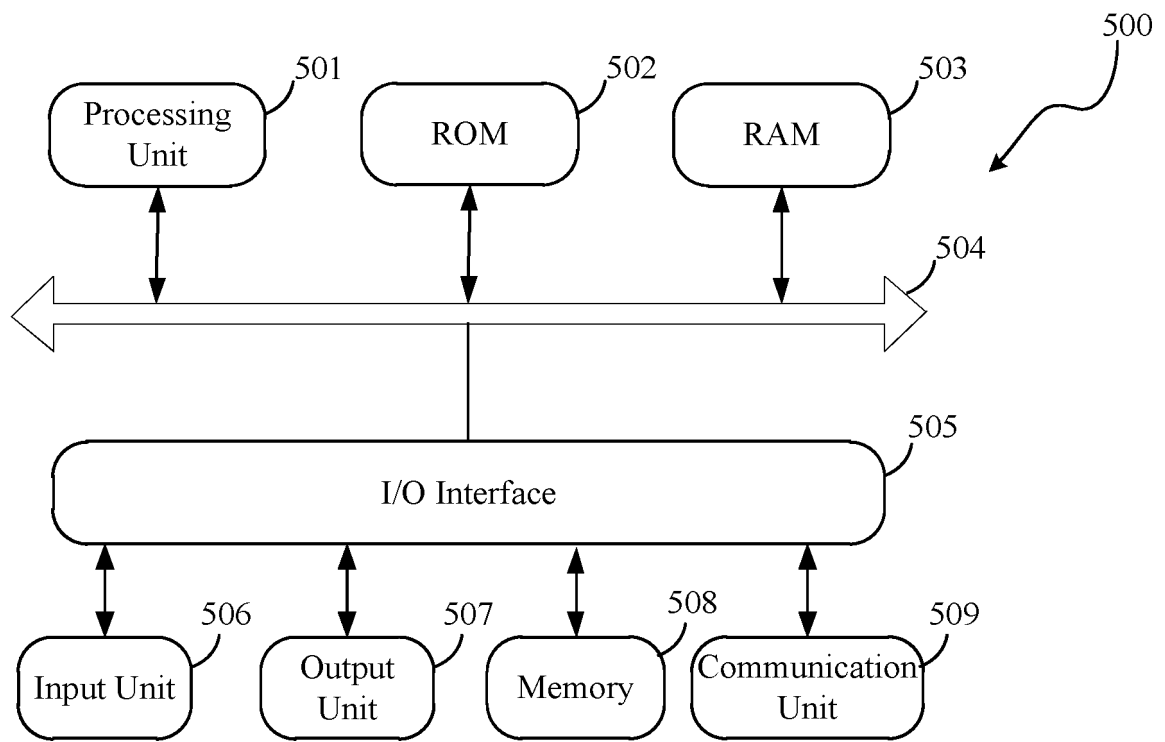 500
501
502
503
Processing
Unit
ROM
RAM
504
505
I/O Interface
506
507
508
509
Input Unit
Output
Unit
Memory
Communication
Unit